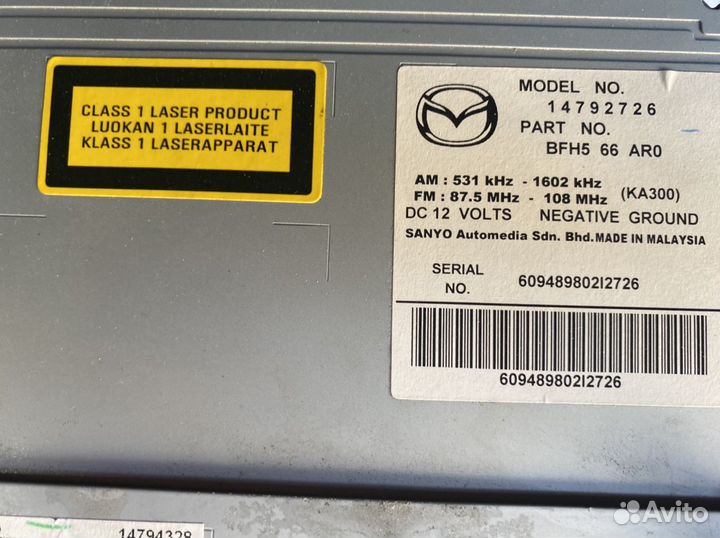 CLASS 1 LASER PRODUCT
LUOKAN 1 LASERLAITE
KLASS 1 LASERAPPARAT
MODEL NO.
14792726
PART NO.
BFH5 66 AR0
AM : 531 kHz - 1602 kHz
FM : 87.5 MHz - 108 MHz (KA300)
DC 12 VOLTS NEGATIVE GROUND
SANYO Automedia Sdn. Bhd. MADE IN MALAYSIA
SERIAL NO. 609489802I2726
609489802I2726
14794328
Avito